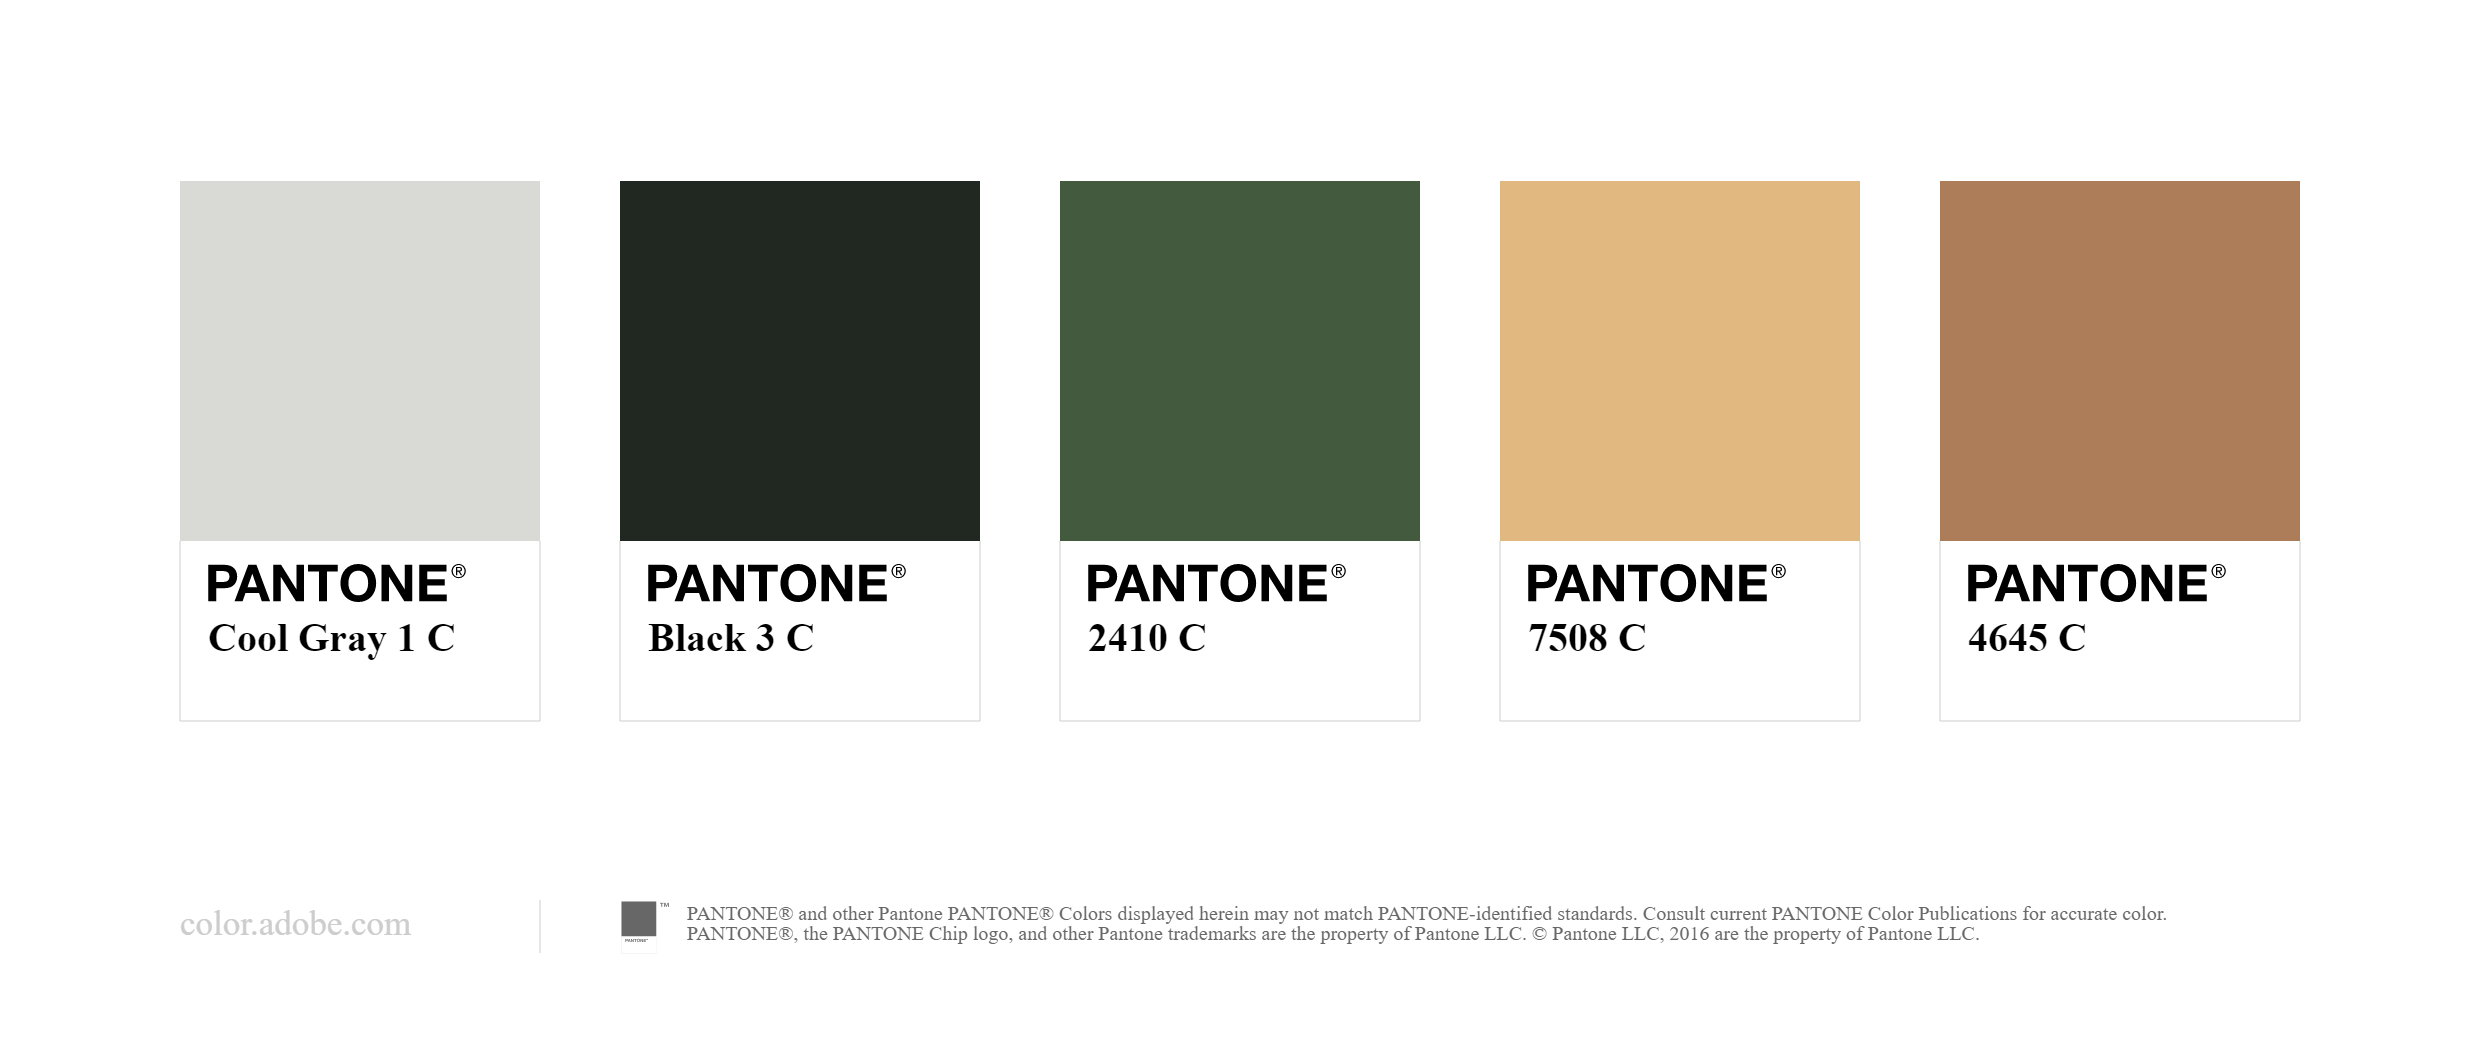 PANTONE®
Cool Gray 1 C
PANTONE®
Black 3 C
PANTONE®
2410 C
PANTONE®
7508 C
PANTONE®
4645 C
color.adobe.com
PANTONE®
™
PANTONE® and other Pantone PANTONE® Colors displayed herein may not match PANTONE-identified standards. Consult current PANTONE Color Publications for accurate color.
PANTONE®, the PANTONE Chip logo, and other Pantone trademarks are the property of Pantone LLC. © Pantone LLC, 2016 are the property of Pantone LLC.